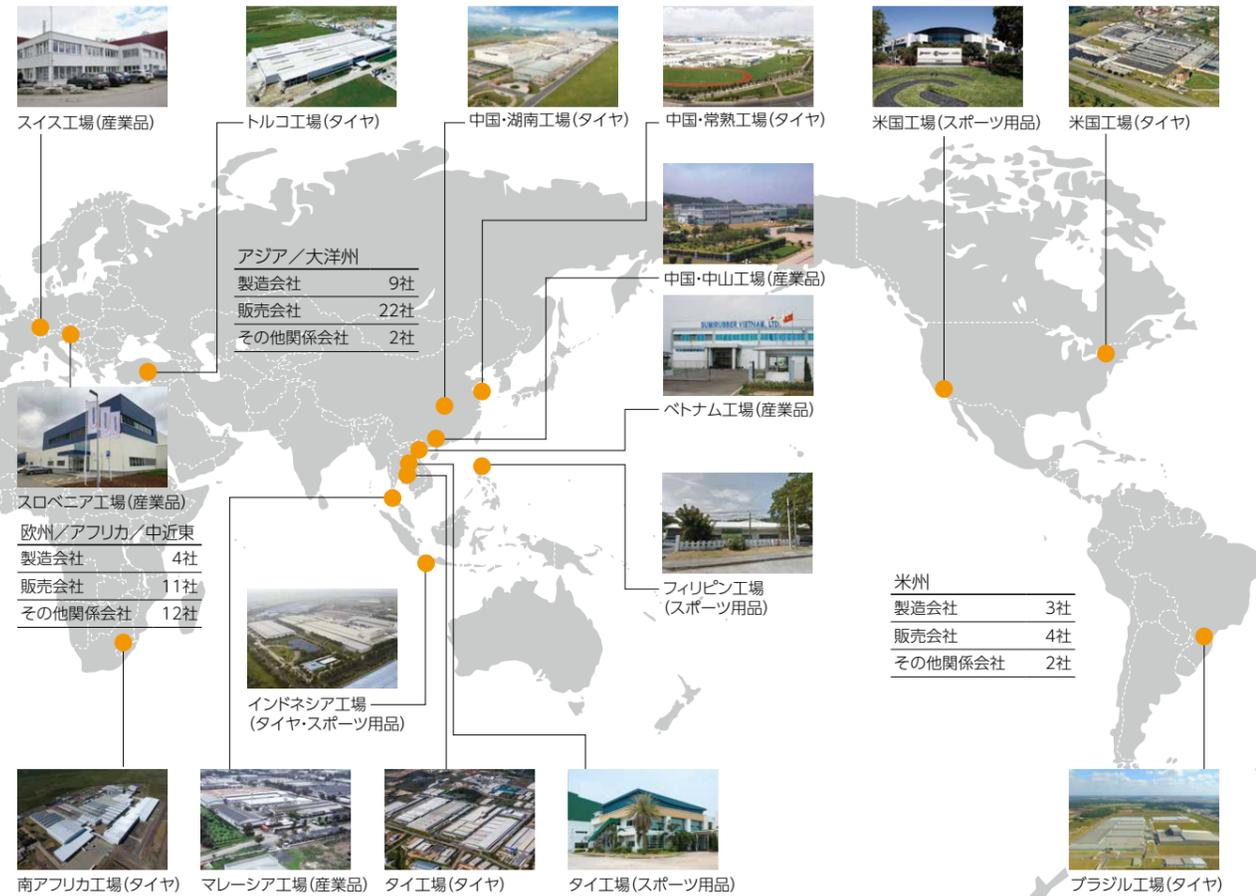 スイス工場(産業品)
トルコ工場(タイヤ)
中国・湖南工場(タイヤ)
中国・常熟工場(タイヤ)
米国工場(スポーツ用品)
米国工場(タイヤ)
中国・中山工場(産業品)
アジア／大洋州
製造会社 9社
販売会社 22社
その他関係会社 2社
SUMIRUBBER VIETNAM, LTD.
ベトナム工場(産業品)
スロベニア工場(産業品)
欧州／アフリカ／中近東
製造会社 4社
販売会社 11社
その他関係会社 12社
フィリピン工場
(スポーツ用品)
米州
製造会社 3社
販売会社 4社
その他関係会社 2社
インドネシア工場
(タイヤ・スポーツ用品)
南アフリカ工場(タイヤ)
マレーシア工場(産業品)
タイ工場(タイヤ)
タイ工場(スポーツ用品)
ブラジル工場(タイヤ)